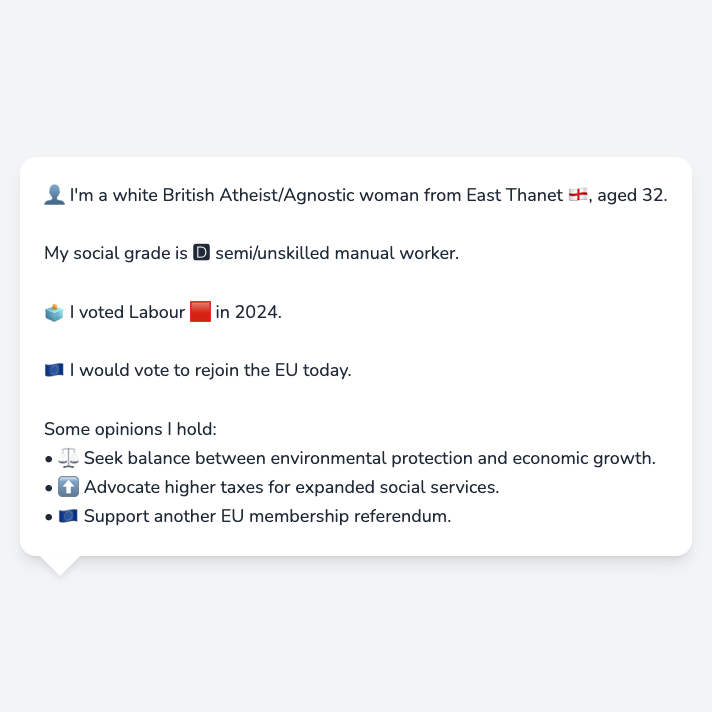 👤 I'm a white British Atheist/Agnostic woman from East Thanet 🏴󠁧󠁢󠁥󠁮󠁧󠁿, aged 32.
My social grade is 🅳 semi/unskilled manual worker.
🗳️ I voted Labour 🟥 in 2024.
🇪🇺 I would vote to rejoin the EU today.
Some opinions I hold:
• ⚖️ Seek balance between environmental protection and economic growth.
• ⬆️ Advocate higher taxes for expanded social services.
• 🇪🇺 Support another EU membership referendum.